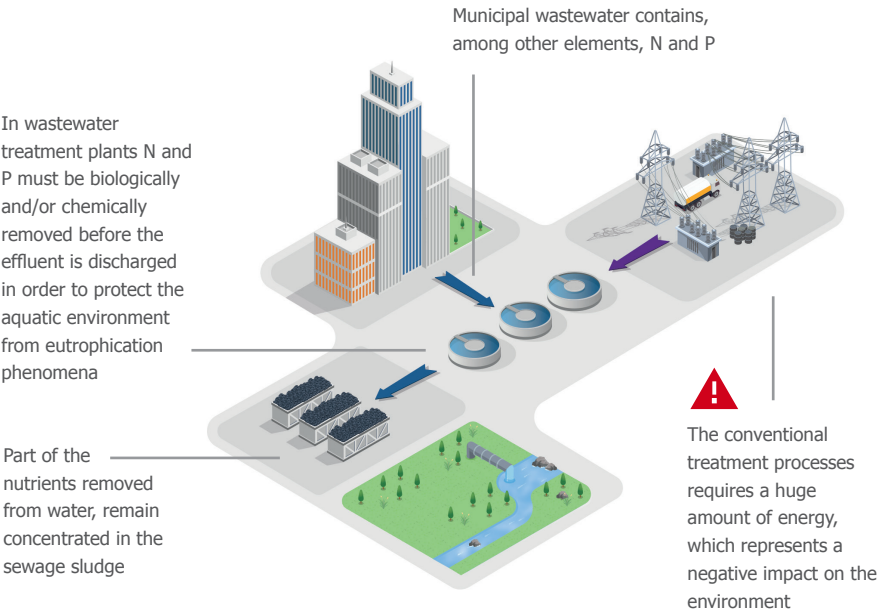 Municipal wastewater contains,
among other elements, N and P
In wastewater
treatment plants N and
P must be biologically
and/or chemically
removed before the
effluent is discharged
in order to protect the
aquatic environment
from eutrophication
phenomena
Part of the
nutrients removed
from water, remain
concentrated in the
sewage sludge
!
The conventional
treatment processes
requires a huge
amount of energy,
which represents a
negative impact on the
environment